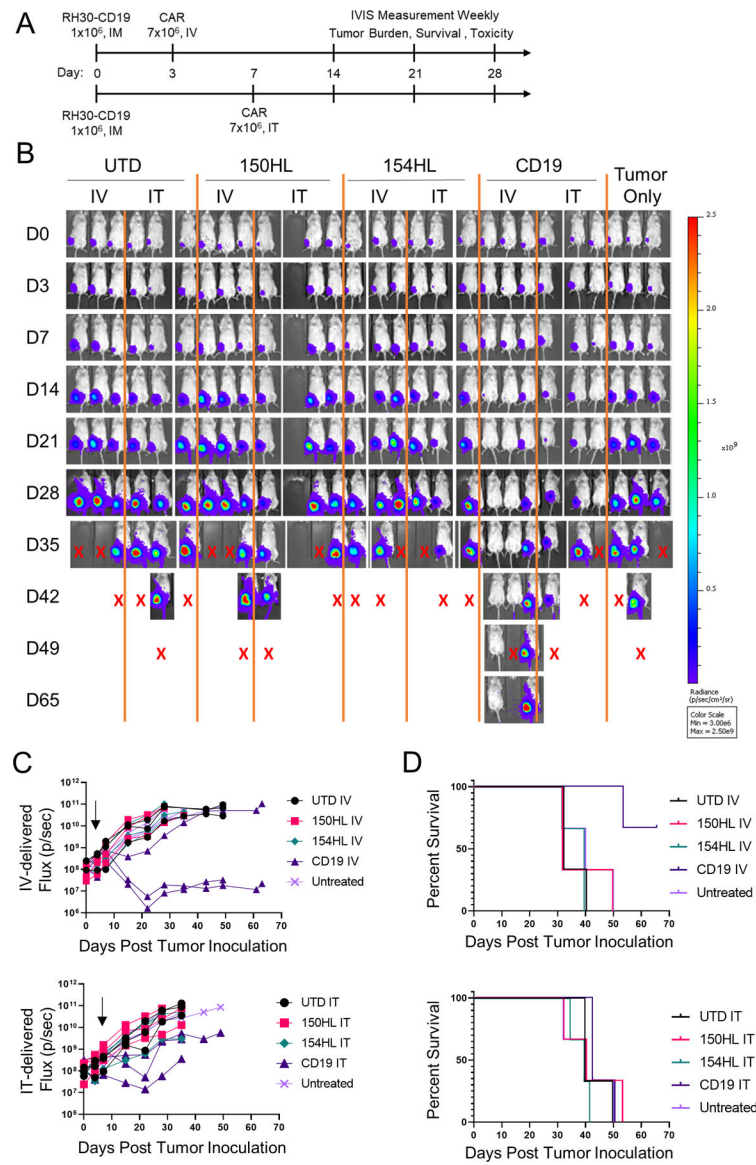 A
RH30-CD19
1x10⁶, IM
CAR
7x10⁶, IV
IVIS Measurement Weekly
Tumor Burden, Survival , Toxicity
Day: 0 3 7 14 21 28
RH30-CD19
1x10⁶, IM
CAR
7x10⁶, IT
B
UTD 150HL 154HL CD19 Tumor Only
IV IT IV IT IV IT IV IT
D0
D3
D7
D14
D21
D28
D35
X X X X X X X X X
D42
X X X X X X X X
D49
X X X X X X
D65
2.5
2.0
1.5
x10⁹
1.0
0.5
Radiance
(p/sec/cm²/sr)
Color Scale
Min = 3.00e6
Max = 2.50e9
C
IV-delivered
Flux (p/sec)
10¹²
10¹¹
10¹⁰
10⁹
10⁸
10⁷
10⁶
0 10 20 30 40 50 60 70
Days Post Tumor Inoculation
UTD IV
150HL IV
154HL IV
CD19 IV
Untreated
IT-delivered
Flux (p/sec)
10¹²
10¹¹
10¹⁰
10⁹
10⁸
10⁷
10⁶
0 10 20 30 40 50 60 70
Days Post Tumor Inoculation
UTD IT
150HL IT
154HL IT
CD19 IT
Untreated
D
Percent Survival
100
50
0
0 10 20 30 40 50 60 70
Days Post Tumor Inoculation
UTD IV
150HL IV
154HL IV
CD19 IV
Untreated
Percent Survival
100
50
0
0 10 20 30 40 50 60 70
Days Post Tumor Inoculation
UTD IT
150HL IT
154HL IT
CD19 IT
Untreated